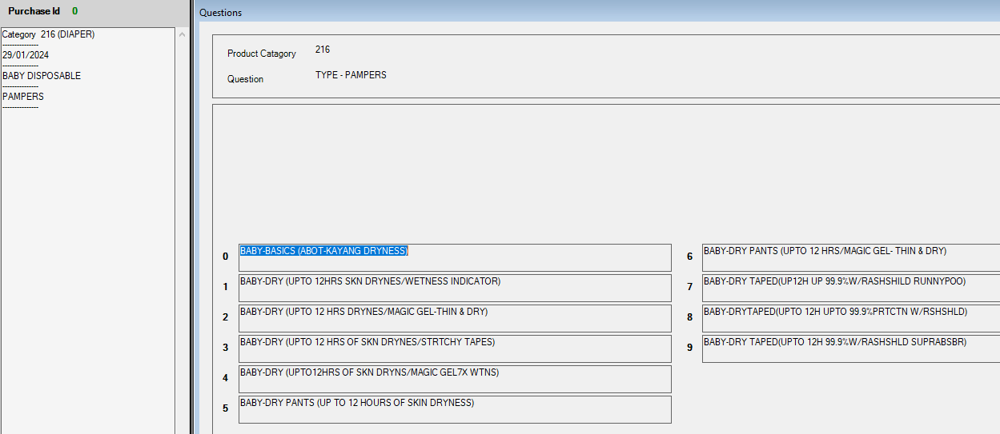 Purchase Id 0
Category 216 (DIAPER)
---------------
29/01/2024
---------------
BABY DISPOSABLE
---------------
PAMPERS
---------------
Questions
Product Catagory 216
Question TYPE - PAMPERS
0 BABY-BASICS (ABOT-KAYANG DRYNESS)
1 BABY-DRY (UPTO 12HRS SKN DRYNES/WETNESS INDICATOR)
2 BABY-DRY (UPTO 12 HRS DRYNES/MAGIC GEL-THIN & DRY)
3 BABY-DRY (UPTO 12 HRS OF SKN DRYNES/STRTCHY TAPES)
4 BABY-DRY (UPTO12HRS OF SKN DRYNS/MAGIC GEL7X WTNS)
5 BABY-DRY PANTS (UP TO 12 HOURS OF SKIN DRYNESS)
6 BABY-DRY PANTS (UPTO 12 HRS/MAGIC GEL- THIN & DRY)
7 BABY-DRY TAPED(UP12H UP 99.9%W/RASHSHILD RUNNYPOO)
8 BABY-DRYTAPED(UPTO 12H UPTO 99.9%PRTCTN W/RSHSHLD)
9 BABY-DRY TAPED(UPTO 12H 99.9%W/RASHSHLD SUPRABSBR)